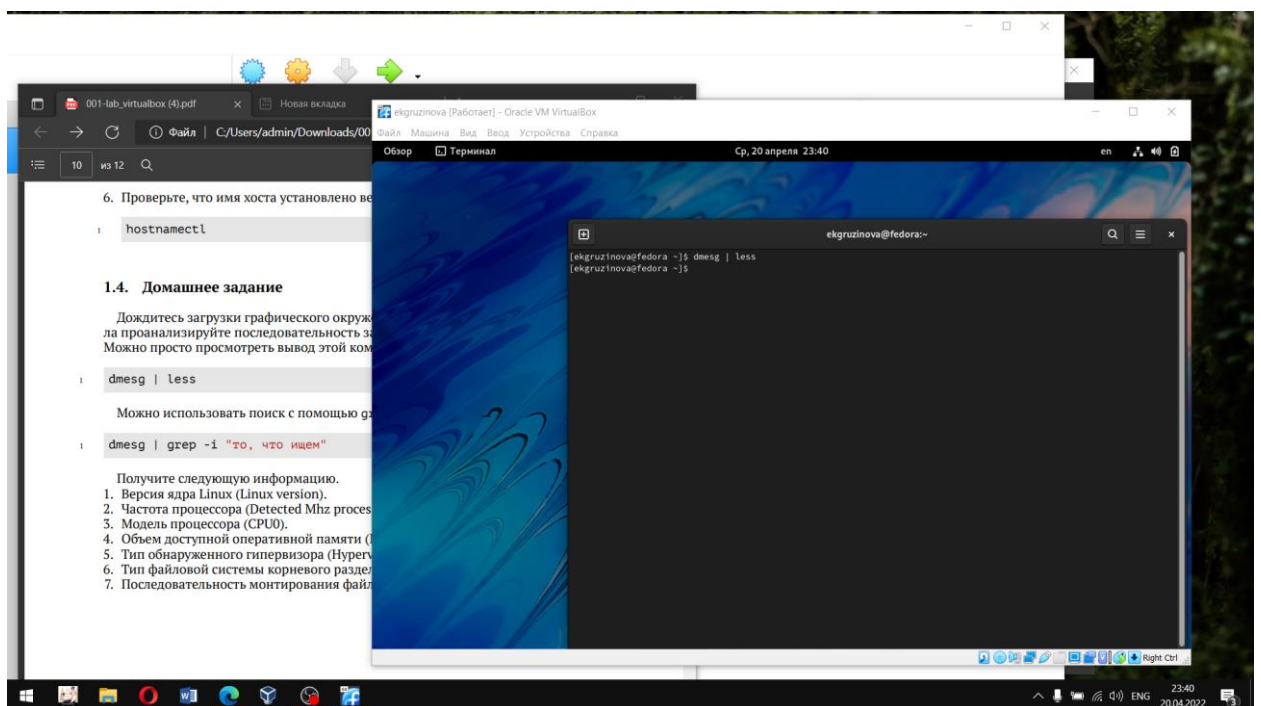 001-lab_virtualbox (4).pdf
Новая вкладка
Файл | C:/Users/admin/Downloads/00
10 из 12
6. Проверьте, что имя хоста установлено ве
1 hostnamectl
1.4. Домашнее задание
Дождитесь загрузки графического окруж
ла проанализируйте последовательность за
Можно просто просмотреть вывод этой ком
1 dmesg | less
Можно использовать поиск с помощью gr
1 dmesg | grep -i "то, что ищем"
Получите следующую информацию.
1. Версия ядра Linux (Linux version).
2. Частота процессора (Detected Mhz proces
3. Модель процессора (CPU0).
4. Объем доступной оперативной памяти (
5. Тип обнаруженного гипервизора (Hyperv
6. Тип файловой системы корневого раздел
7. Последовательность монтирования файл
ekgruzinova [Работает] - Oracle VM VirtualBox
Файл Машина Вид Ввод Устройства Справка
Обзор Терминал Ср, 20 апреля 23:40 en
ekgruzinova@fedora:~
[ekgruzinova@fedora ~]$ dmesg | less
[ekgruzinova@fedora ~]$
Right Ctrl
ENG 23:40
20.04.2022
3